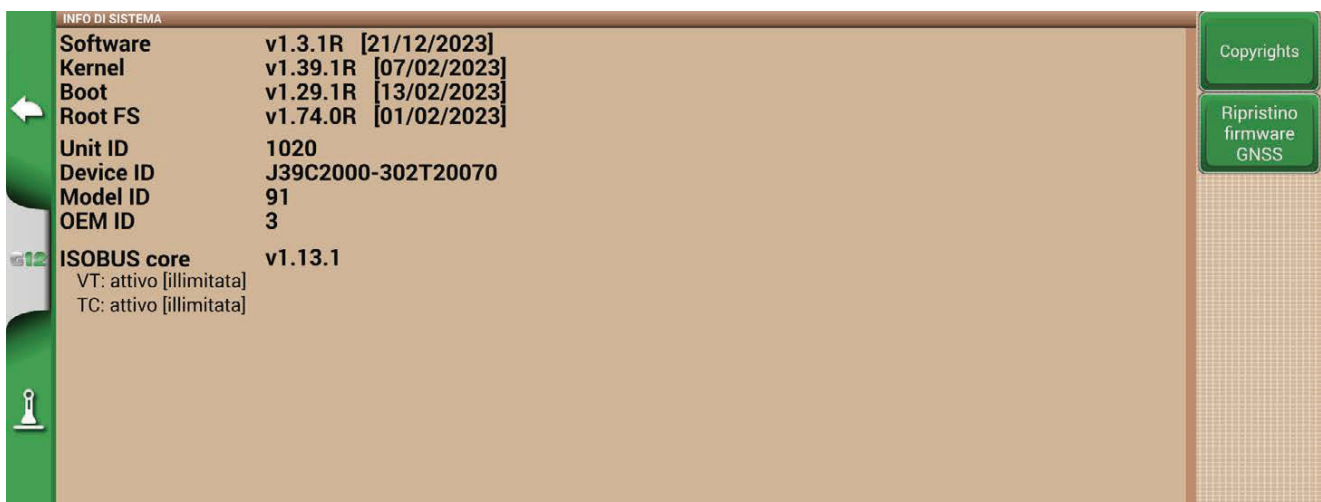 INFO DI SISTEMA
Software v1.3.1R [21/12/2023]
Kernel v1.39.1R [07/02/2023]
Boot v1.29.1R [13/02/2023]
Root FS v1.74.0R [01/02/2023]
Unit ID 1020
Device ID J39C2000-302T20070
Model ID 91
OEM ID 3
ISOBUS core v1.13.1
VT: attivo [illimitata]
TC: attivo [illimitata]
G12
Copyrights
Ripristino
firmware
GNSS